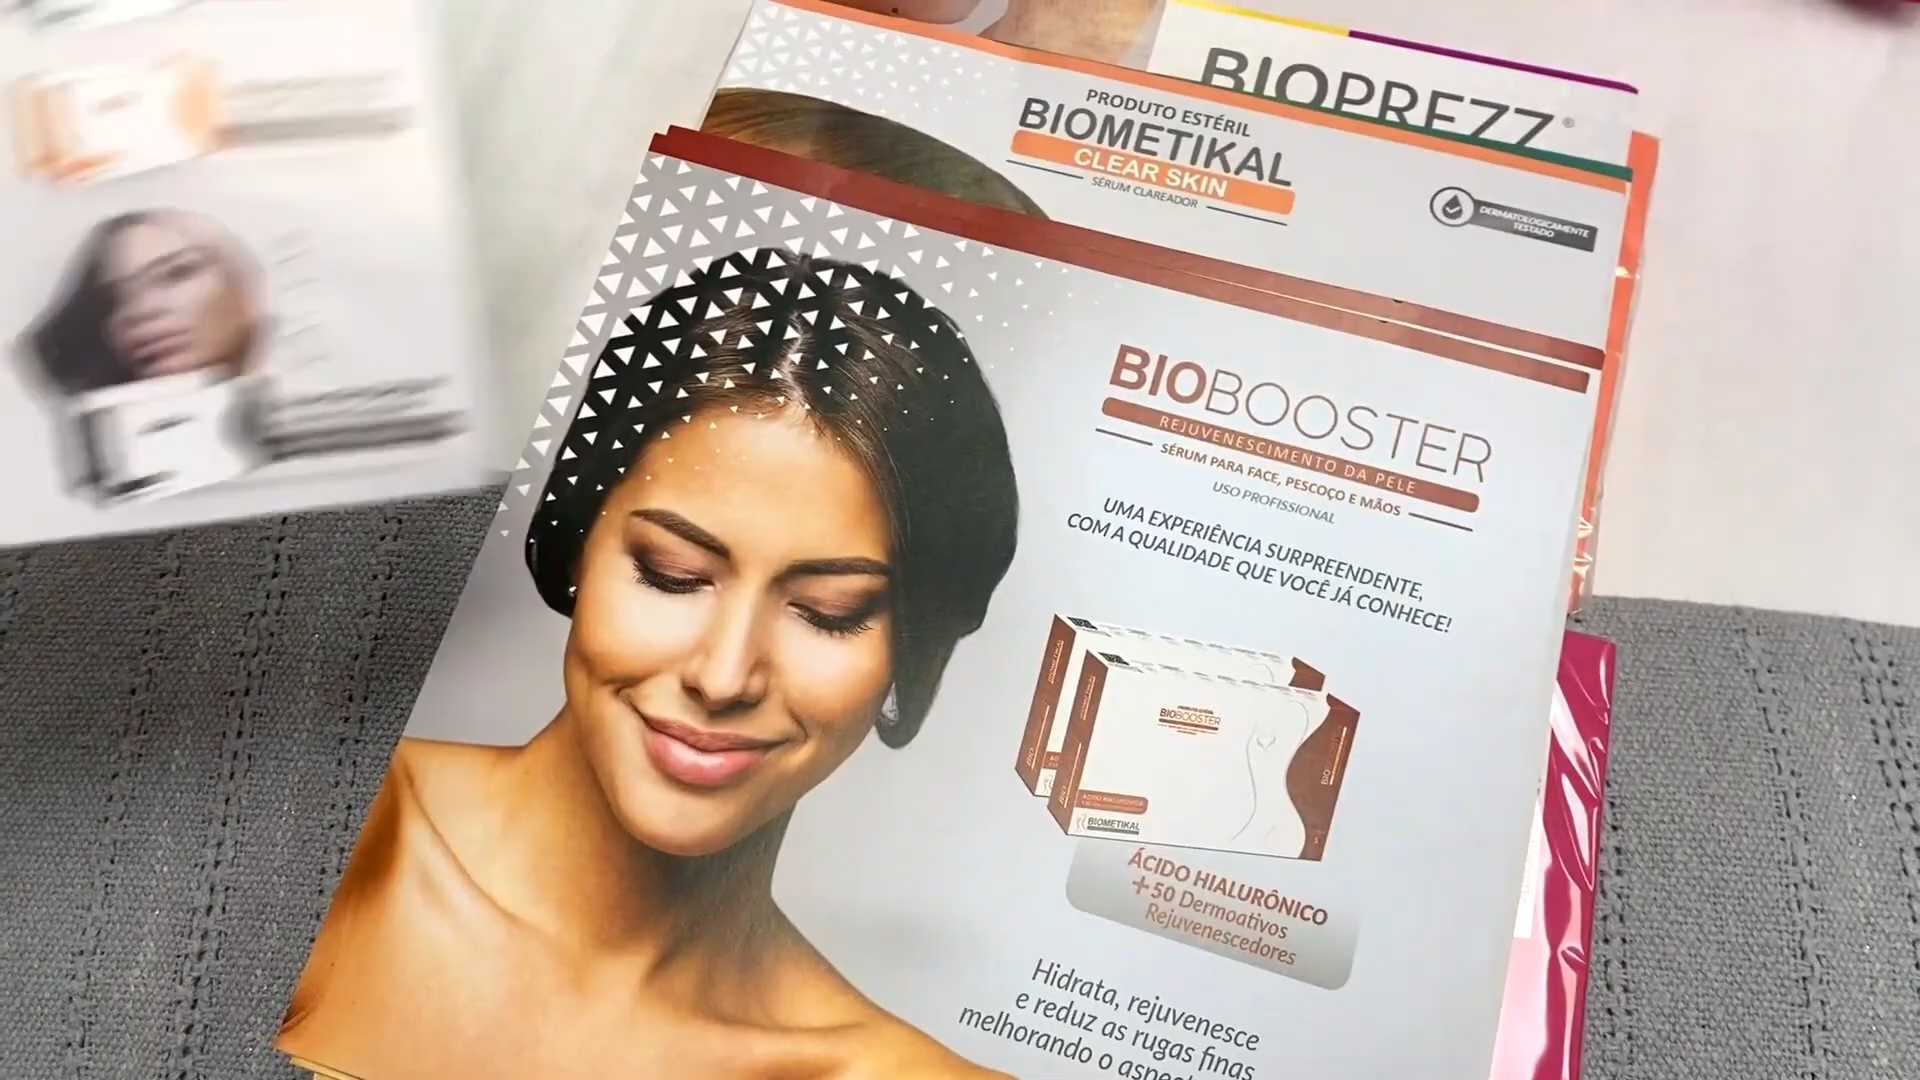 BIOPREZZ®
PRODUTO ESTÉRIL
BIOMETIKAL
CLEAR SKIN
SÉRUM CLAREADOR
DERMATOLOGICAMENTE
TESTADO
BIOBOOSTER
REJUVENESCIMENTO DA PELE
SÉRUM PARA FACE, PESCOÇO E MÃOS
USO PROFISSIONAL
UMA EXPERIÊNCIA SURPREENDENTE,
COM A QUALIDADE QUE VOCÊ JÁ CONHECE!
BIOBOOSTER
ÁCIDO HIALURÔNICO
BIOMETIKAL
ÁCIDO HIALURÔNICO
+50 Dermoativos
Rejuvenescedores
Hidrata, rejuvenesce
e reduz as rugas finas
melhorando o